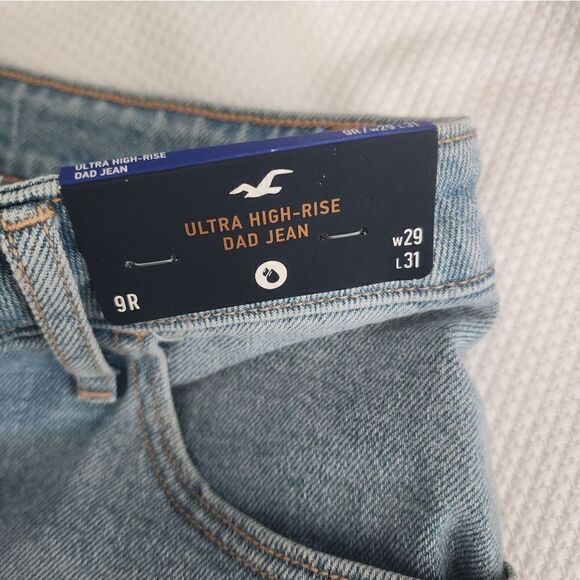 ULTRA HIGH-RISE
DAD JEAN
9R/W29 L31
ULTRA HIGH-RISE
DAD JEAN
W29
L31
9R